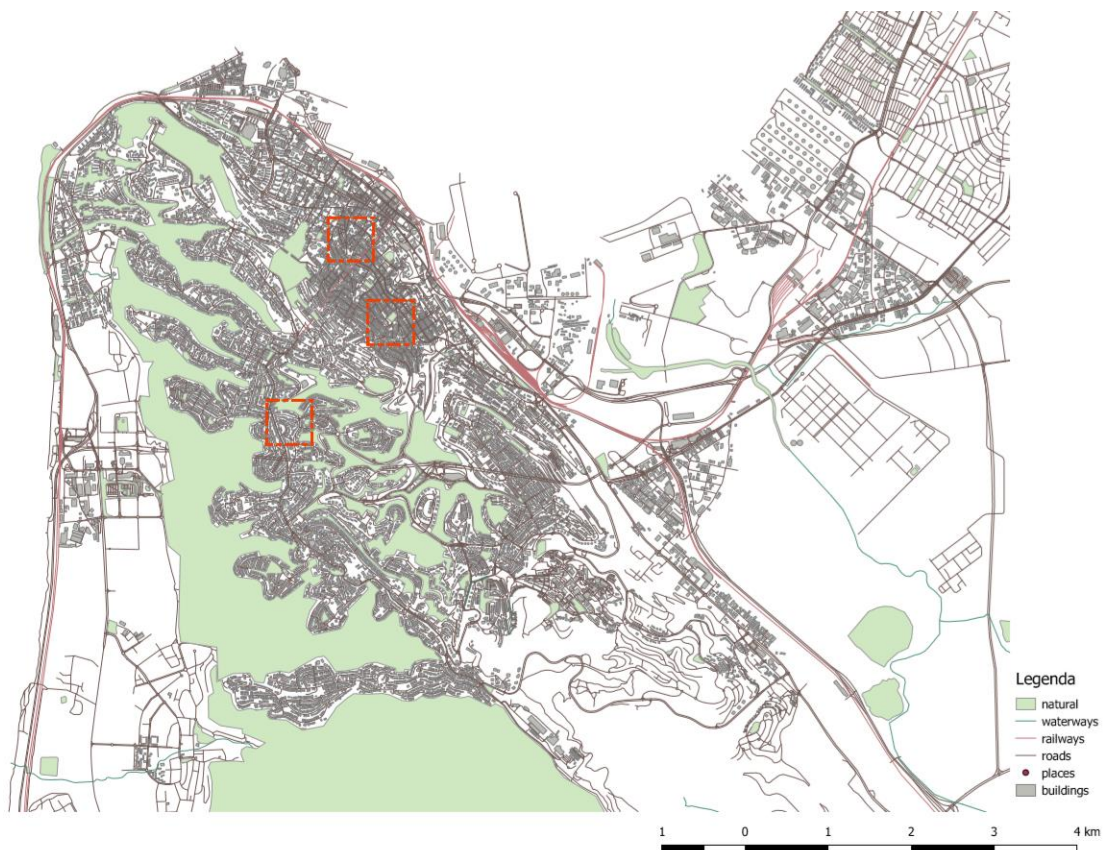 Legenda
natural
waterways
railways
roads
places
buildings
1 0 1 2 3 4 km